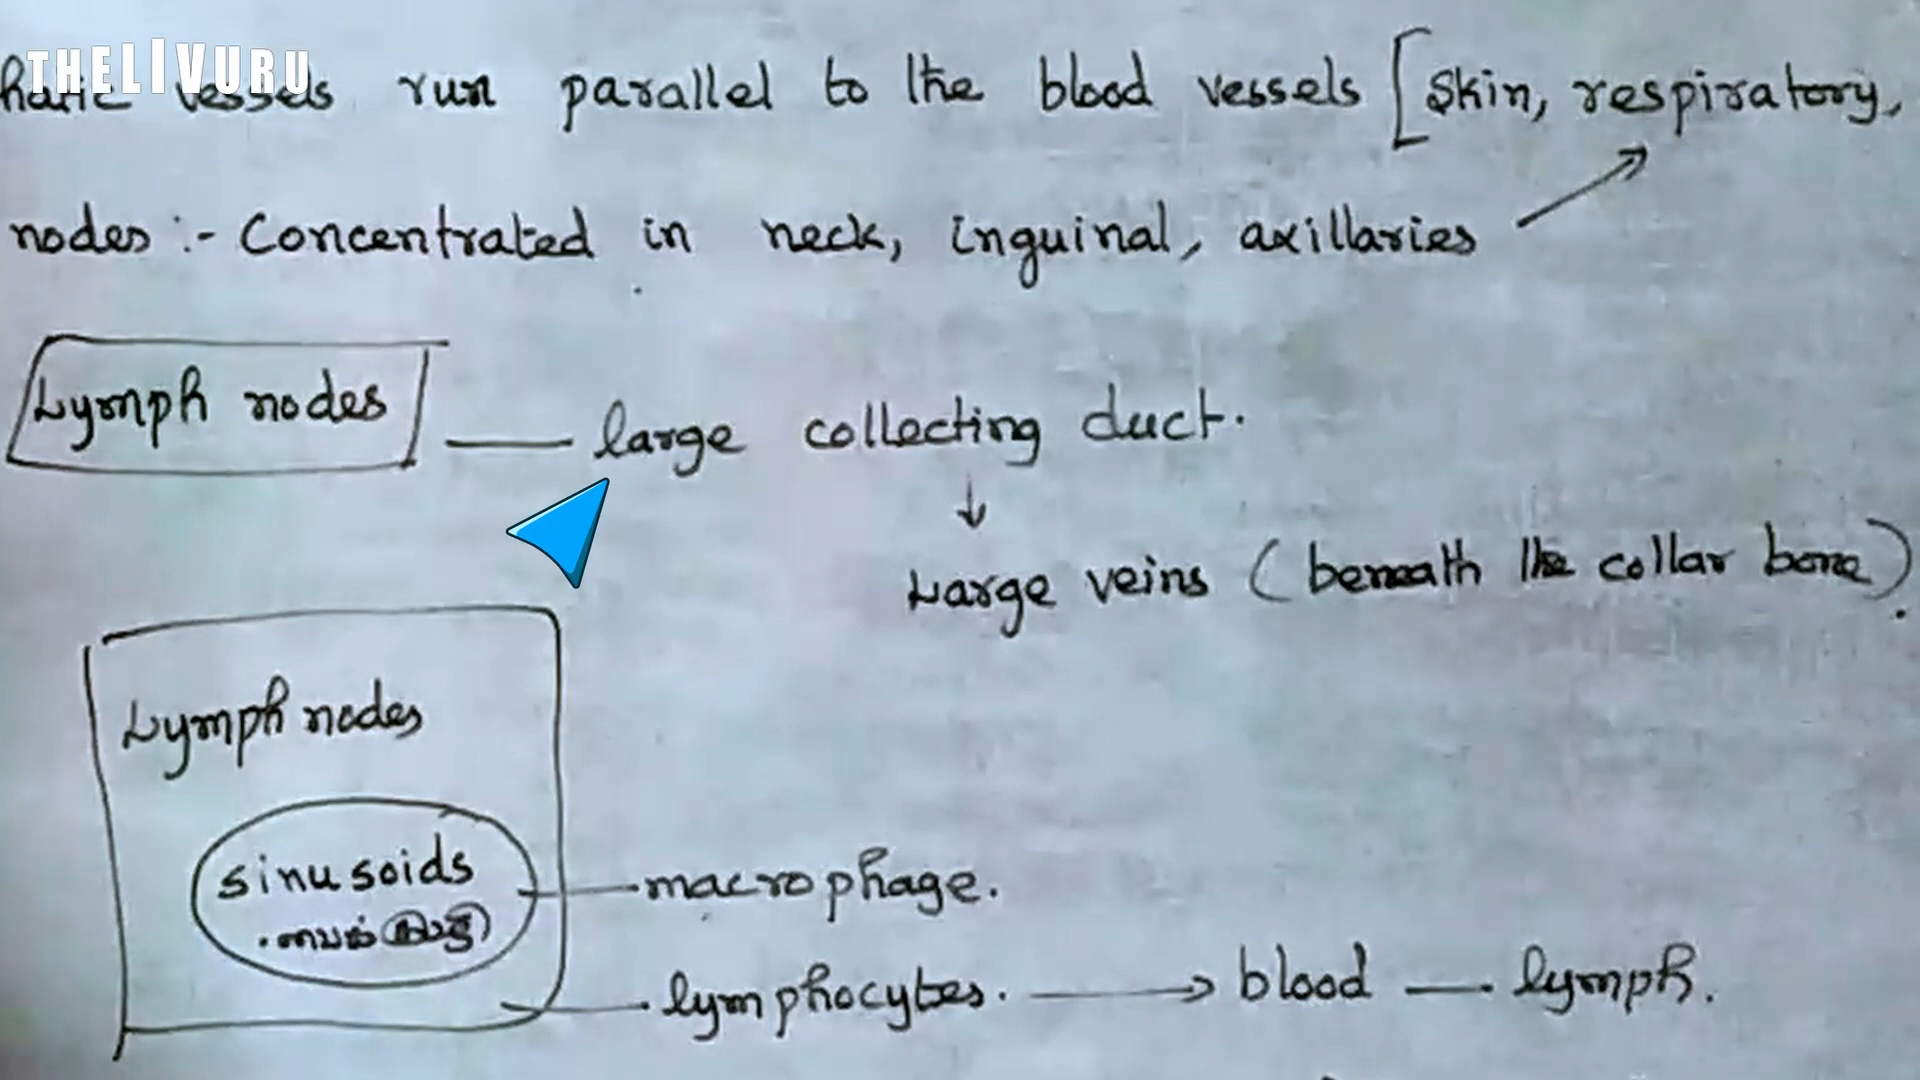 THELIVURU
vessels run parallel to the blood vessels [skin, respiratory,
nodes :- Concentrated in neck, inguinal, axillaries
Lymph nodes — large collecting duct.
↓
Large veins (beneath the collar bone).
Lymph nodes
sinusoids — macrophage.
lymphocytes. → blood — lymph.